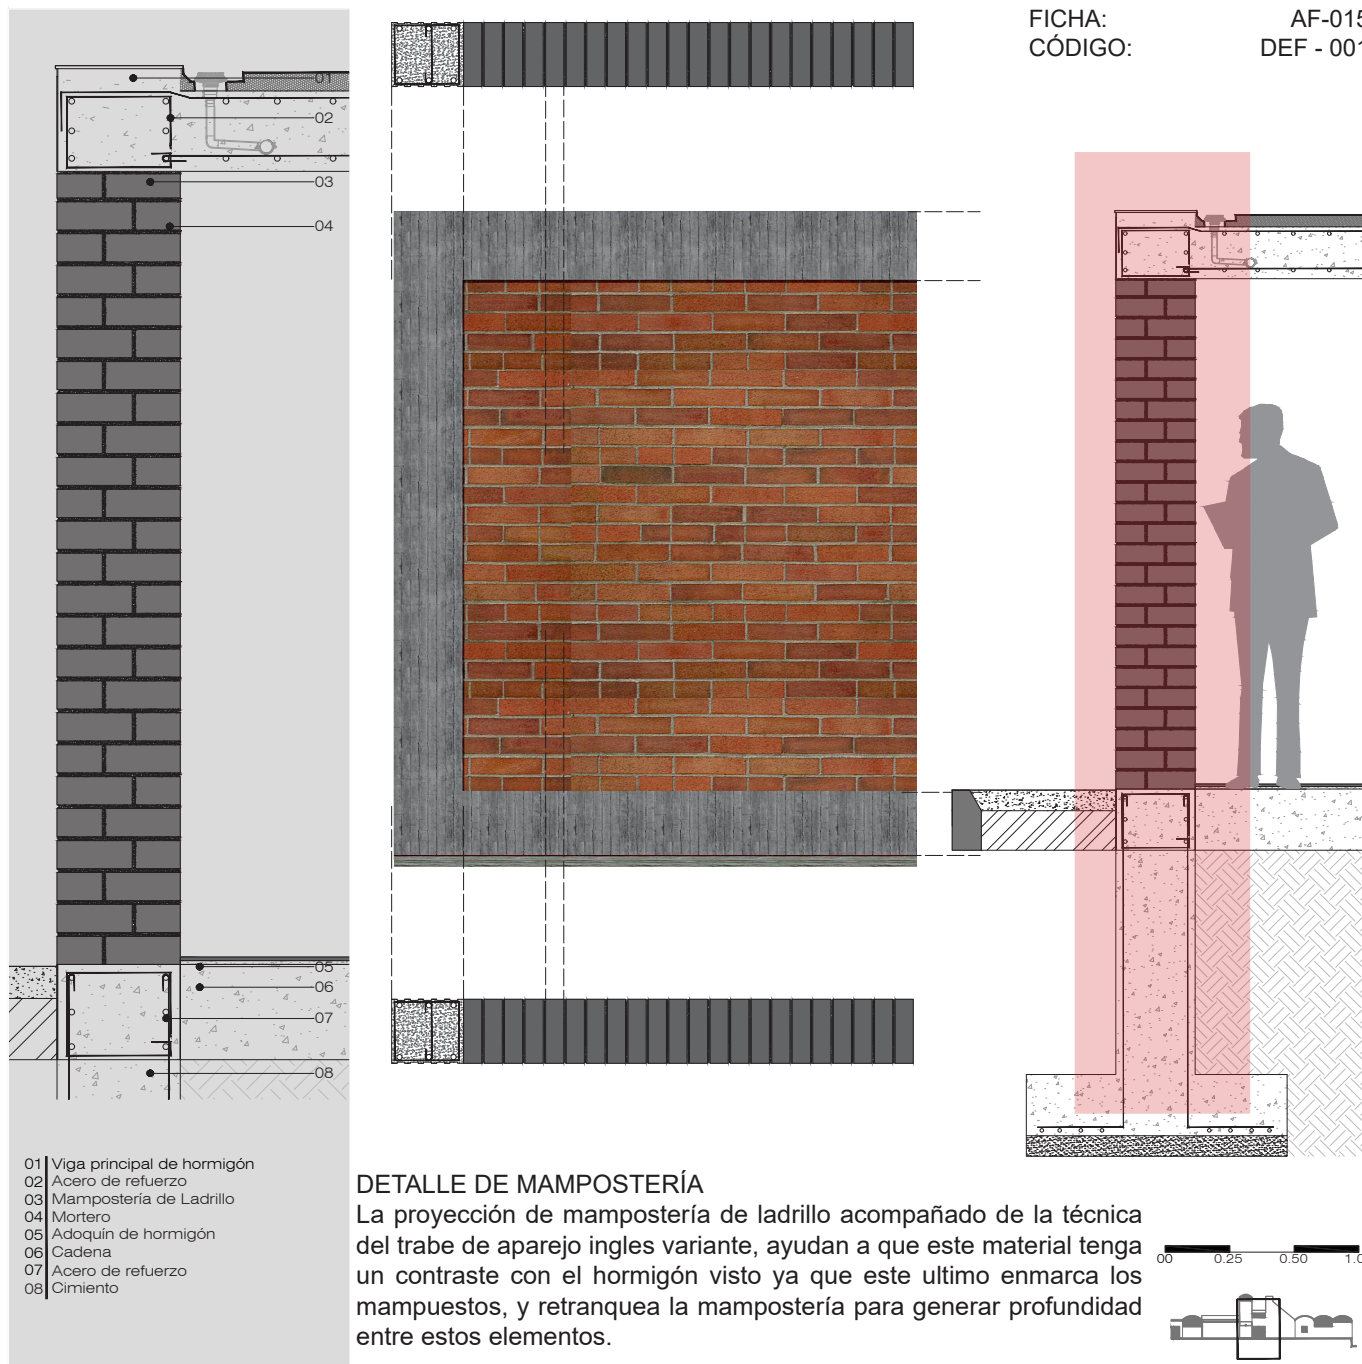 FICHA: AF-015
CÓDIGO: DEF - 001
01
02
03
04
05
06
07
08
01 Viga principal de hormigón
02 Acero de refuerzo
03 Mampostería de Ladrillo
04 Mortero
05 Adoquín de hormigón
06 Cadena
07 Acero de refuerzo
08 Cimiento
DETALLE DE MAMPOSTERÍA
La proyección de mampostería de ladrillo acompañado de la técnica
del trabe de aparejo ingles variante, ayudan a que este material tenga
un contraste con el hormigón visto ya que este ultimo enmarca los
mampuestos, y retranquea la mampostería para generar profundidad
entre estos elementos.
00 0.25 0.50 1.0